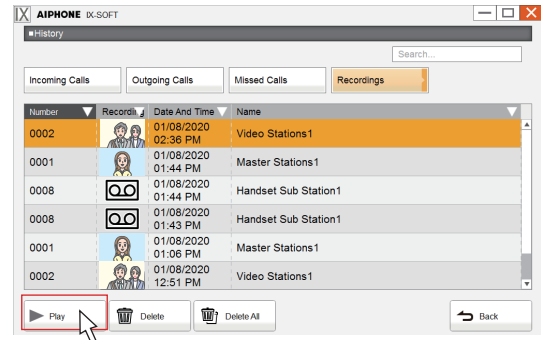 AIPHONE IX-SOFT
History
Search...
Incoming Calls Outgoing Calls Missed Calls Recordings
Number Recording Date And Time Name
0002 01/08/2020 02:36 PM Video Stations1
0001 01/08/2020 01:44 PM Master Stations1
0008 01/08/2020 01:44 PM Handset Sub Station1
0008 01/08/2020 01:43 PM Handset Sub Station1
0001 01/08/2020 01:06 PM Master Stations1
0002 01/08/2020 12:51 PM Video Stations1
Play Delete Delete All Back